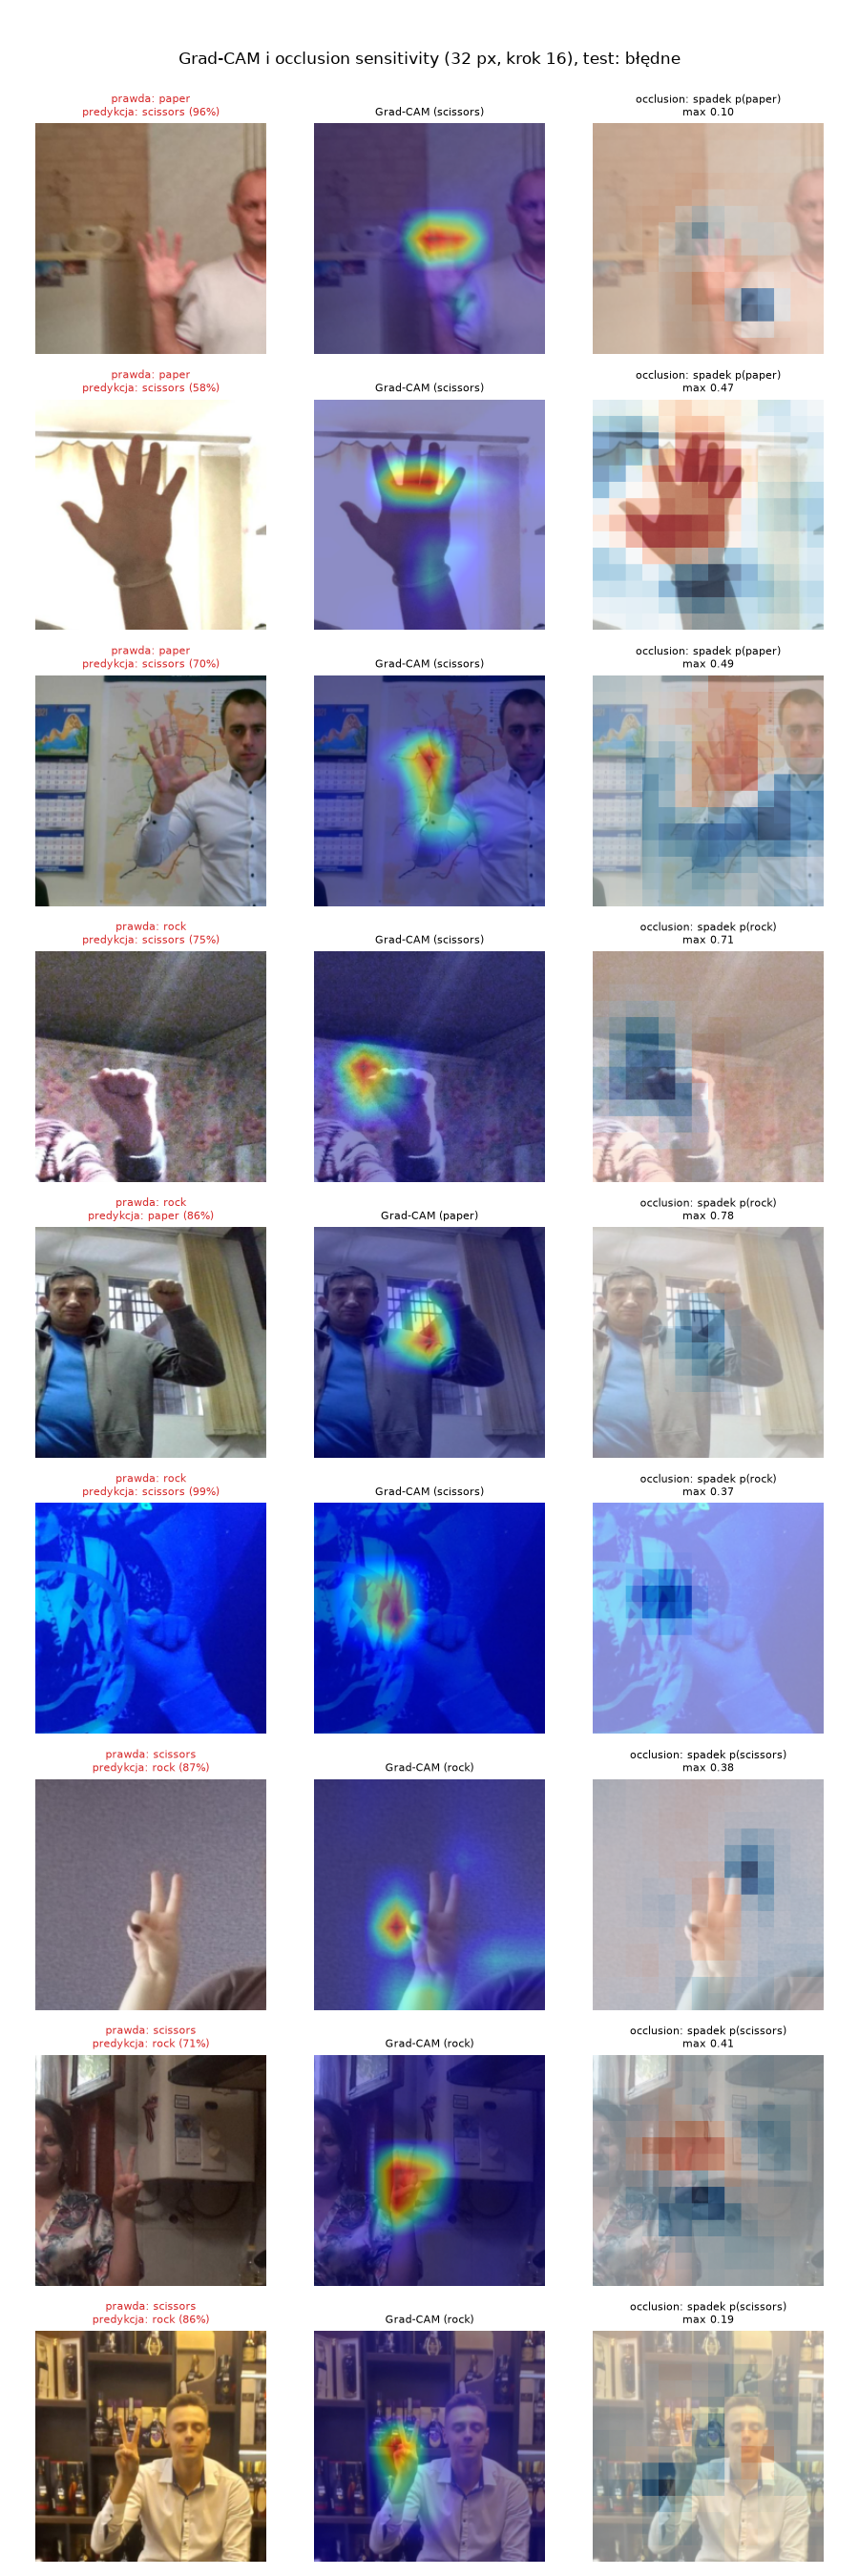 Grad-CAM i occlusion sensitivity (32 px, krok 16), test: błędne
prawda: paper
predykcja: scissors (96%)
Grad-CAM (scissors)
occlusion: spadek p(paper)
max 0.10
prawda: paper
predykcja: scissors (58%)
Grad-CAM (scissors)
occlusion: spadek p(paper)
max 0.47
prawda: paper
predykcja: scissors (70%)
Grad-CAM (scissors)
occlusion: spadek p(paper)
max 0.49
prawda: rock
predykcja: scissors (75%)
Grad-CAM (scissors)
occlusion: spadek p(rock)
max 0.71
prawda: rock
predykcja: paper (86%)
Grad-CAM (paper)
occlusion: spadek p(rock)
max 0.78
prawda: rock
predykcja: scissors (99%)
Grad-CAM (scissors)
occlusion: spadek p(rock)
max 0.37
prawda: scissors
predykcja: rock (87%)
Grad-CAM (rock)
occlusion: spadek p(scissors)
max 0.38
prawda: scissors
predykcja: rock (71%)
Grad-CAM (rock)
occlusion: spadek p(scissors)
max 0.41
prawda: scissors
predykcja: rock (86%)
Grad-CAM (rock)
occlusion: spadek p(scissors)
max 0.19